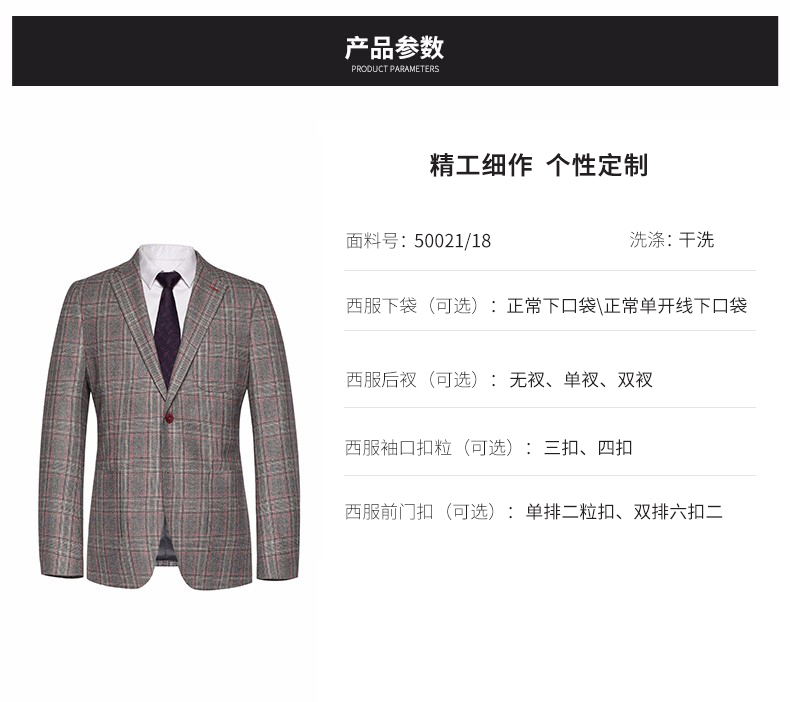 产品参数
PRODUCT PARAMETERS
精工细作 个性定制
面料号：50021/18 洗涤：干洗
西服下袋（可选）：正常下口袋\正常单开线下口袋
西服后衩（可选）：无衩、单衩、双衩
西服袖口扣粒（可选）：三扣、四扣
西服前门扣（可选）：单排二粒扣、双排六扣二